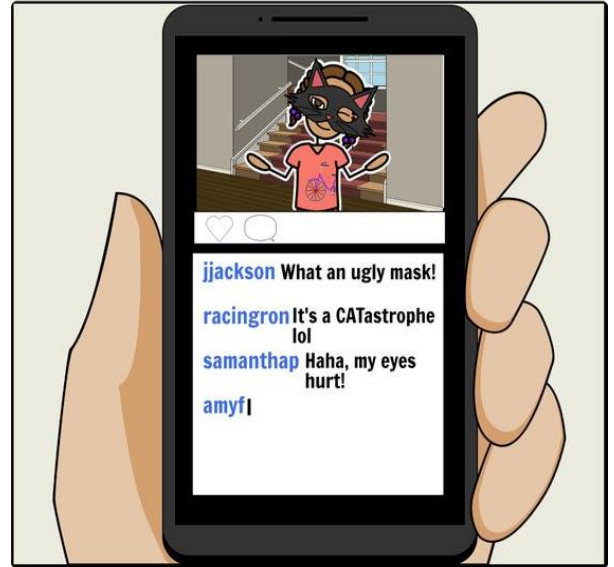 jjackson What an ugly mask!
racingron It's a CATastrophe
lol
samanthap Haha, my eyes
hurt!
amyf